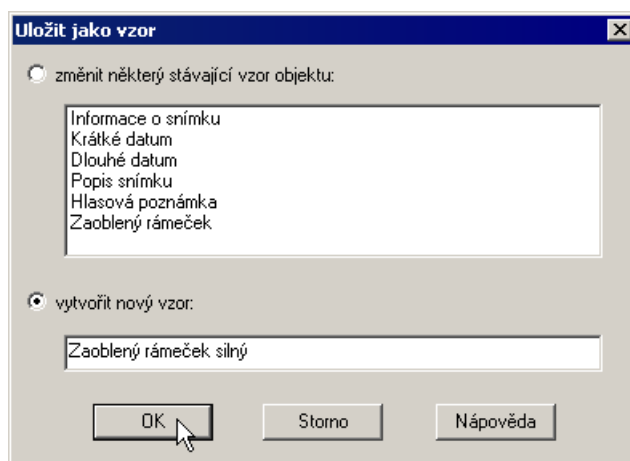 Uložit jako vzor
změnit některý stávající vzor objektu:
Informace o snímku
Krátké datum
Dlouhé datum
Popis snímku
Hlasová poznámka
Zaoblený rámeček
vytvořit nový vzor:
Zaoblený rámeček silný
OK Storno Nápověda